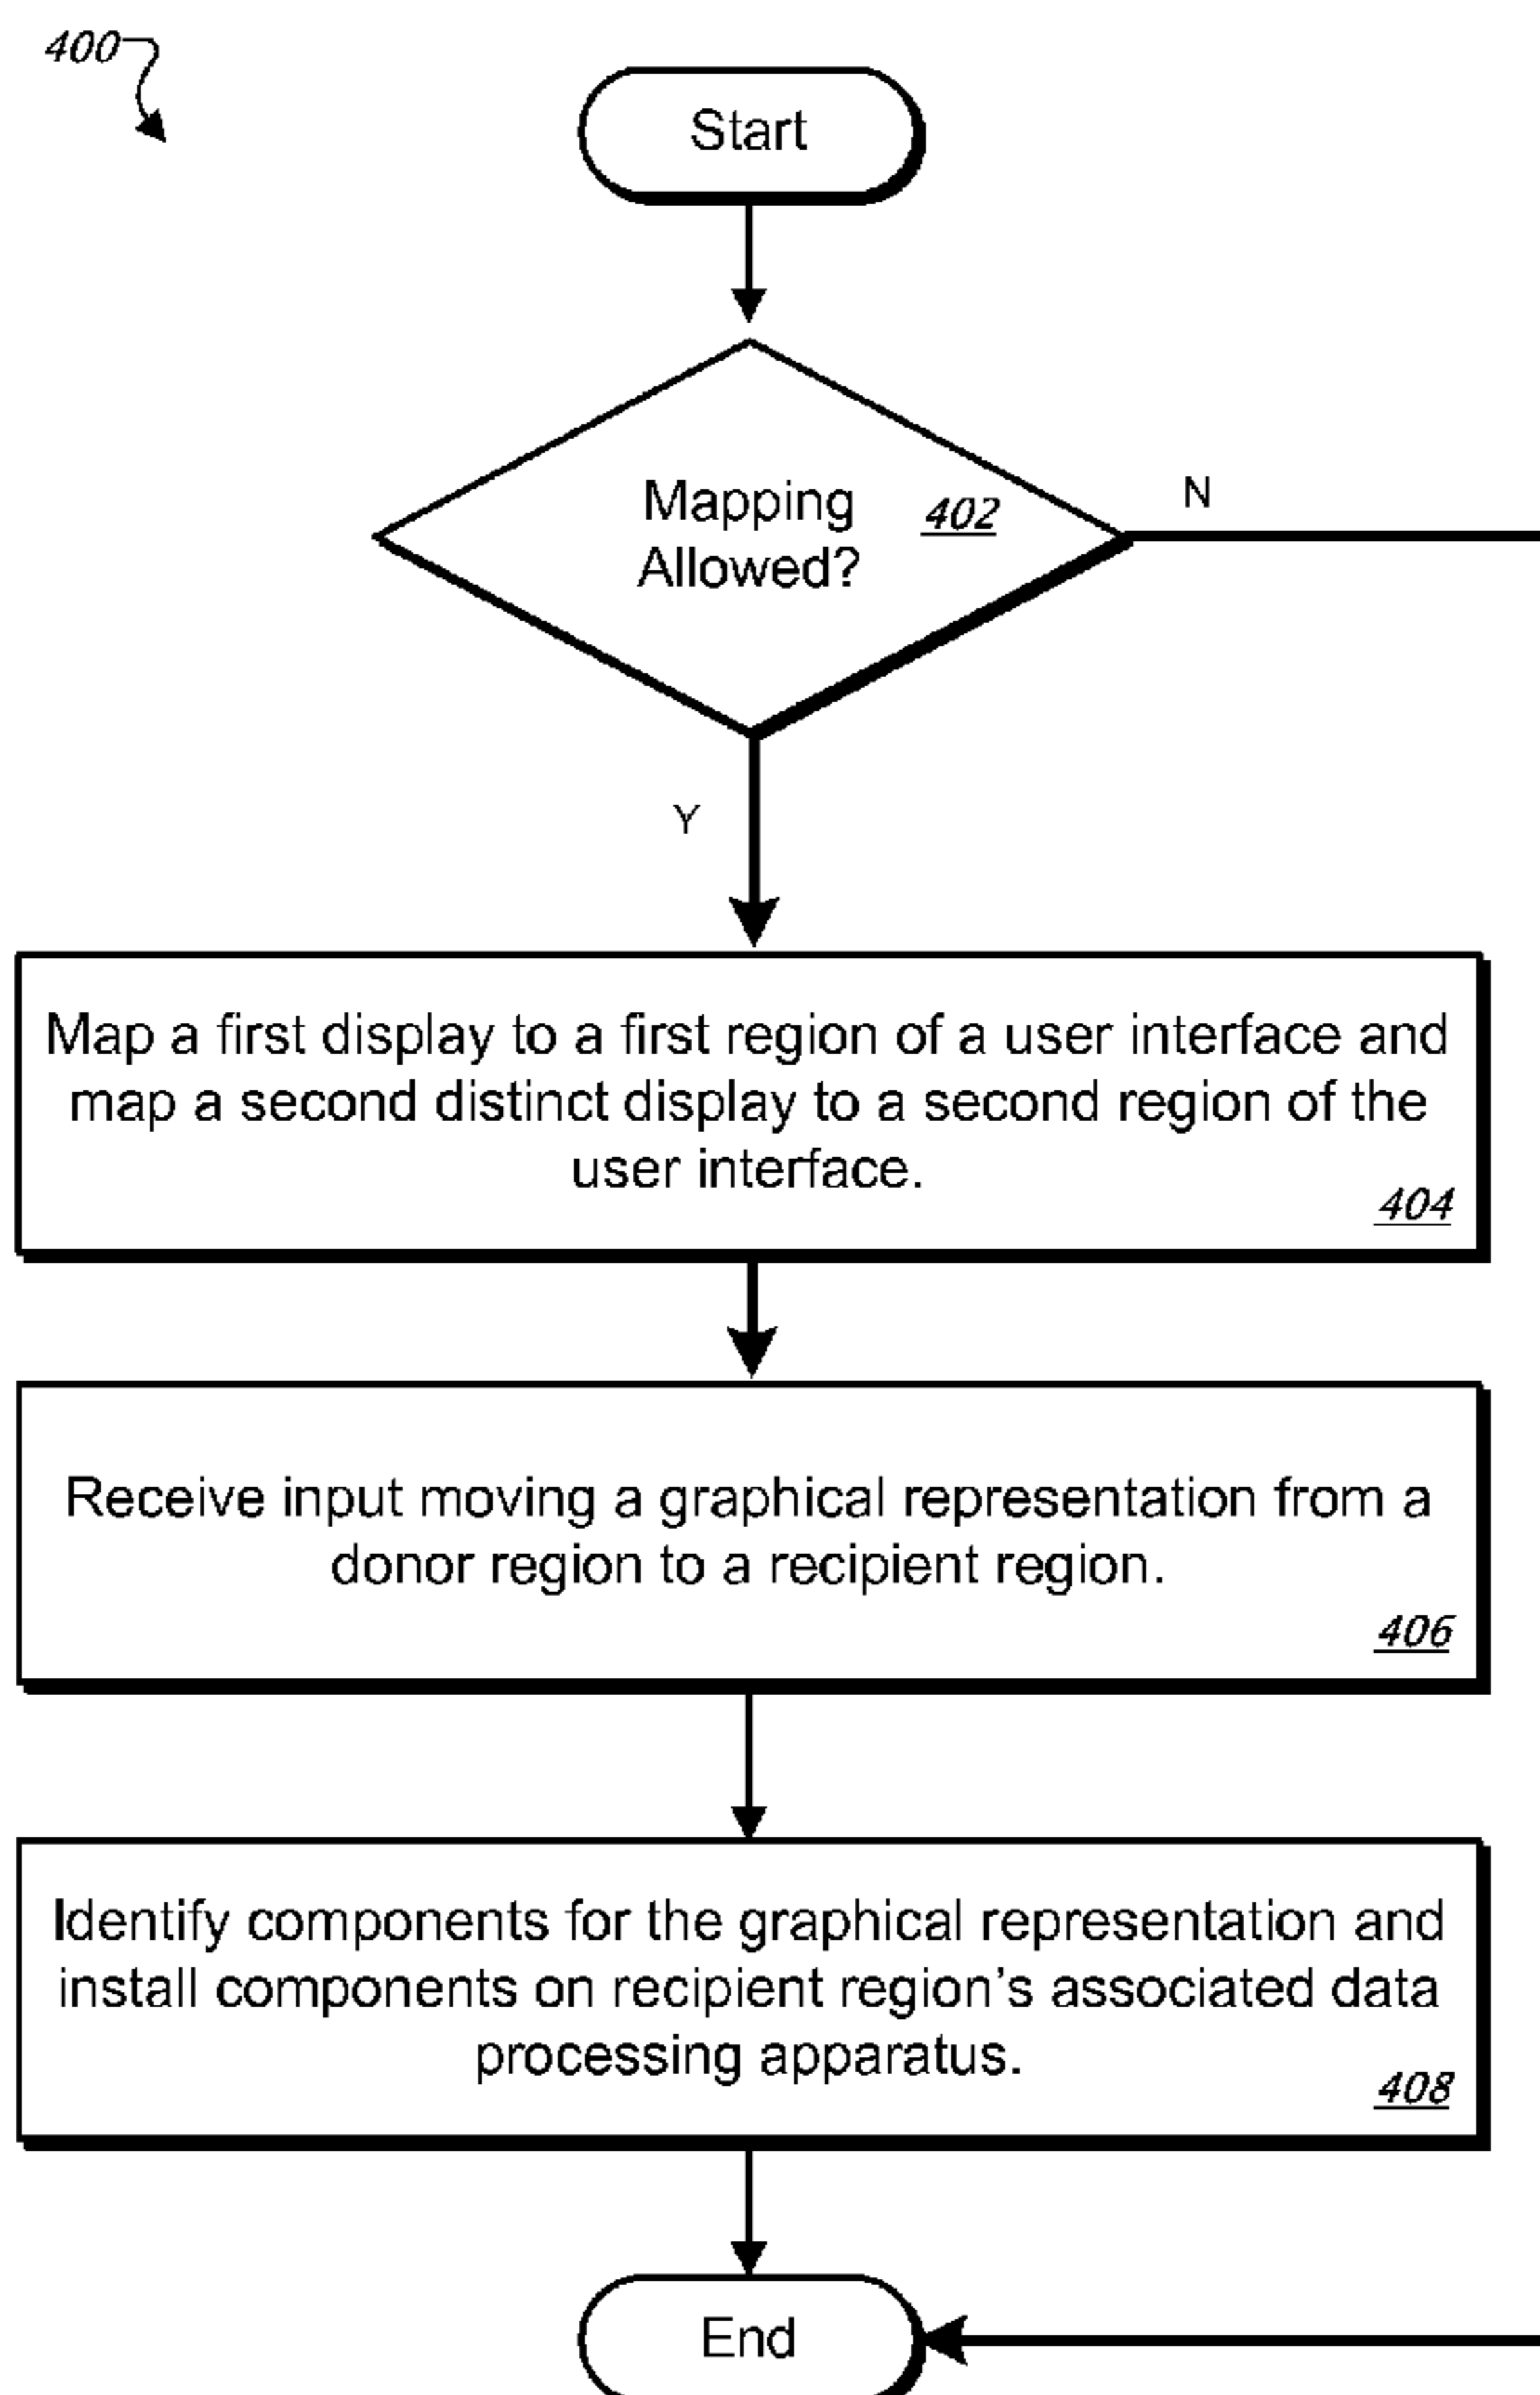 400
Start
Mapping
Allowed?
402
N
Y
Map a first display to a first region of a user interface and
map a second distinct display to a second region of the
user interface.
404
Receive input moving a graphical representation from a
donor region to a recipient region.
406
Identify components for the graphical representation and
install components on recipient region's associated data
processing apparatus.
408
End